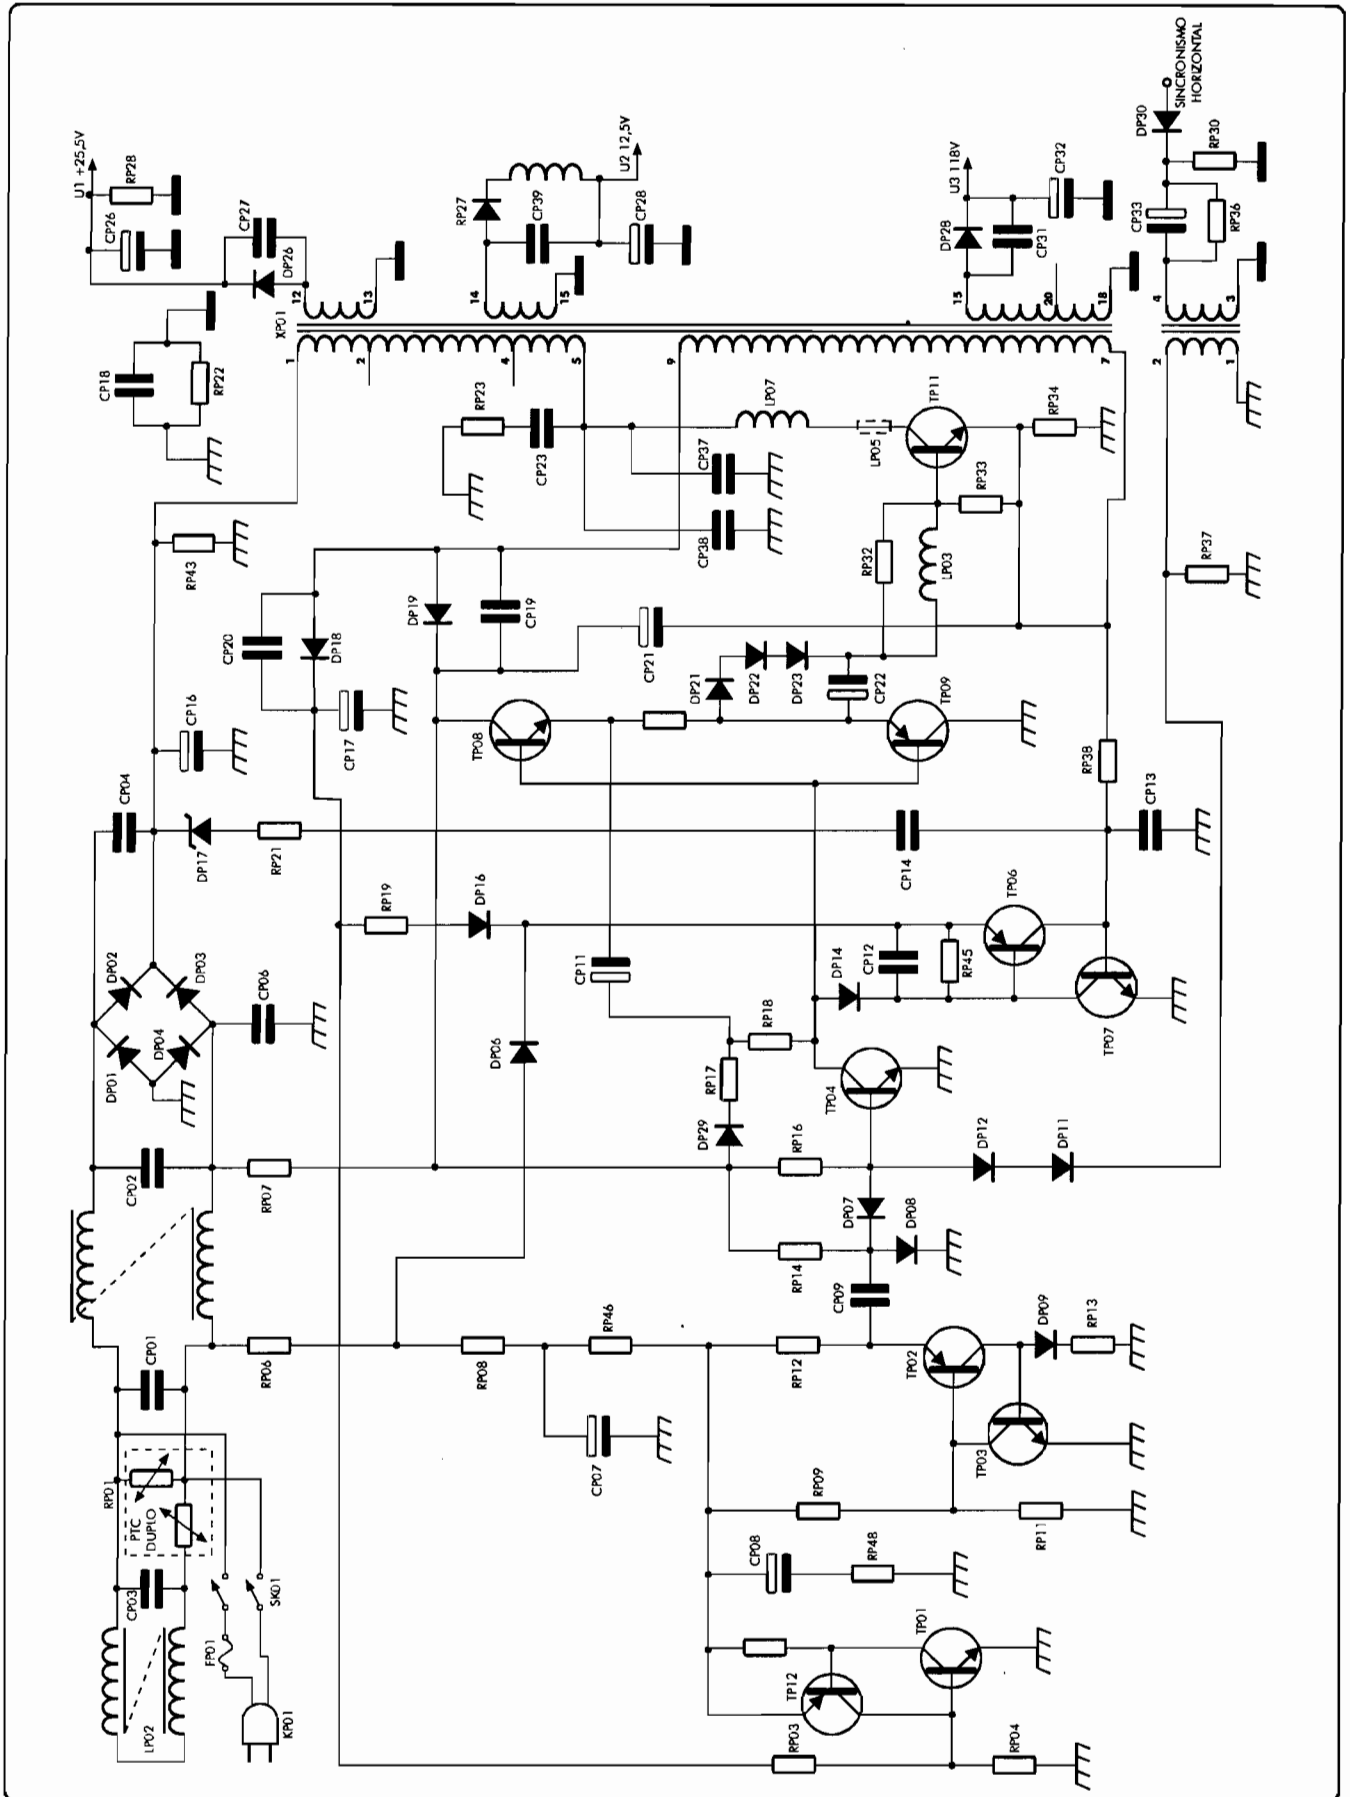 SINCRONISMO
HORIZONTAL
DP30
RP30
CP33
RP36
4
3
2
1
RP37
U1 +25,5V
RP28
CP26
CP27
DP26
12
13
XP01
CP18
RP22
U2 12,5V
RP27
CP39
CP28
14
15
U3 118V
CP32
DP28
CP31
15
20
18
1
2
4
5
9
7
RP23
CP23
LP07
LP05
TP11
RP34
CP37
CP38
RP33
RP32
LP03
RP43
DP19
CP19
CP20
DP18
CP21
DP21
DP22
DP23
CP22
TP09
TP08
CP16
CP17
RP38
CP04
DP17
RP21
CP14
CP13
RP19
DP16
TP06
DP02
DP03
DP01
DP04
CP06
CP11
DP14
CP12
RP45
TP07
DP06
RP18
RP17
DP29
TP04
CP02
RP07
RP16
DP12
DP11
DP07
DP08
RP14
CP09
CP01
RP06
RP08
RP46
RP12
TP02
DP09
RP13
CP07
TP03
RP01
PTC
DUPLO
RP09
RP11
CP03
CP08
RP48
FP01
SK01
LP02
KP01
TP12
TP01
RP03
RP04